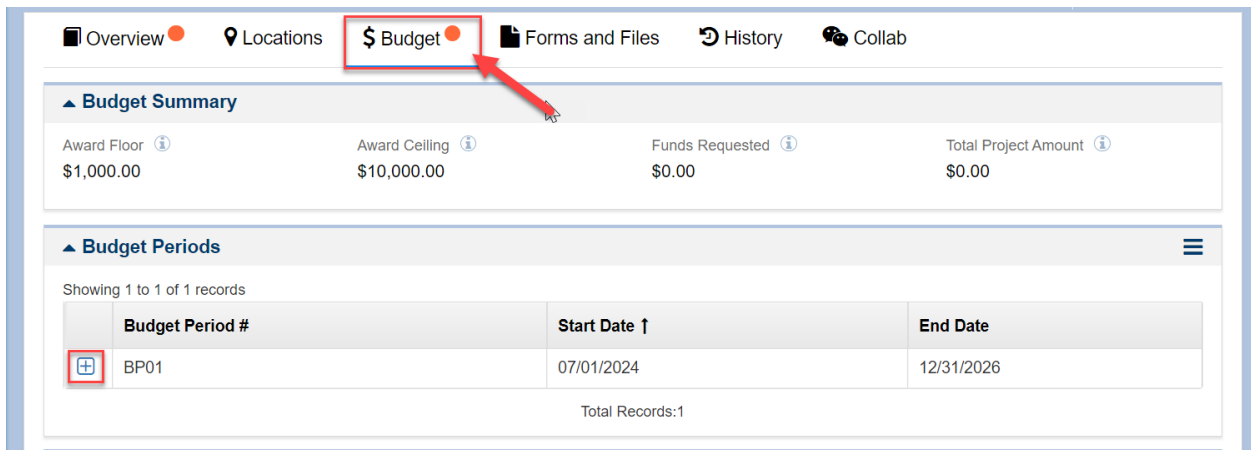 Overview Locations $ Budget Forms and Files History Collab
Budget Summary
Award Floor Award Ceiling Funds Requested Total Project Amount
$1,000.00 $10,000.00 $0.00 $0.00
Budget Periods
Showing 1 to 1 of 1 records
Budget Period # Start Date ↑ End Date
BP01 07/01/2024 12/31/2026
Total Records:1